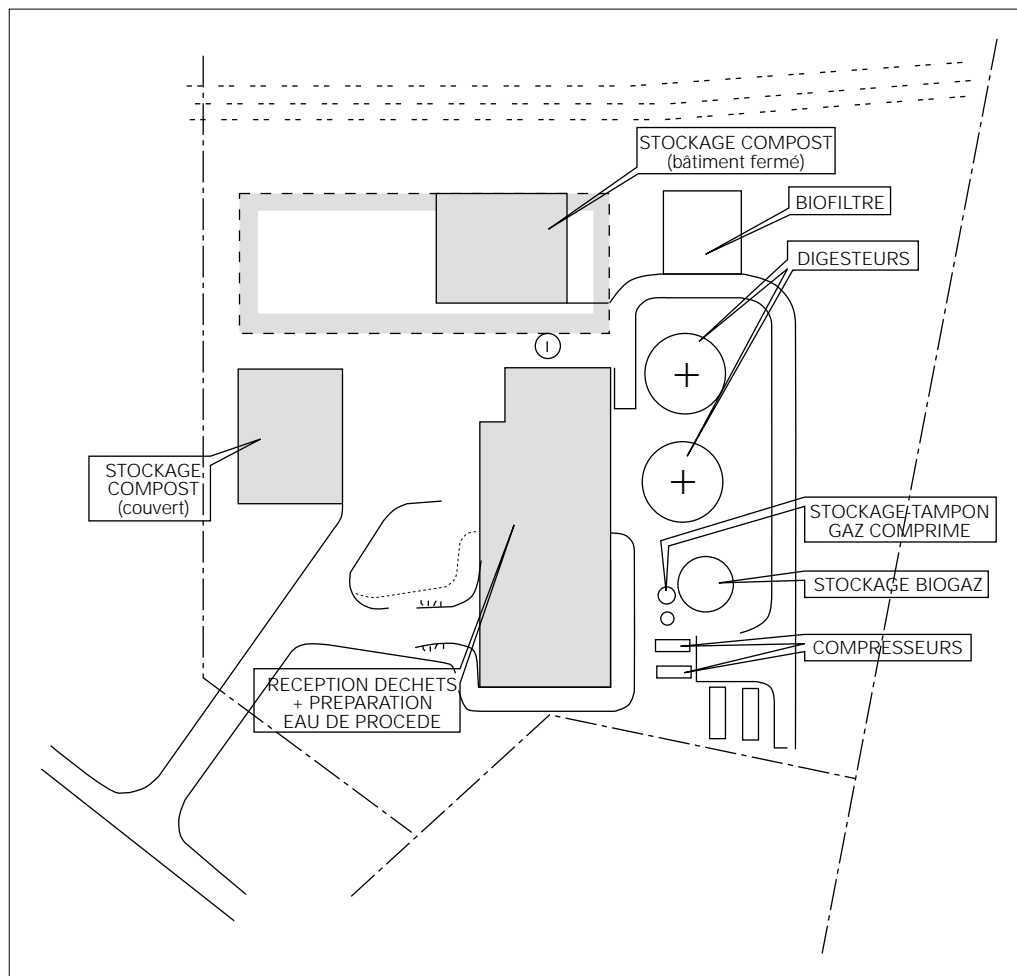 STOCKAGE COMPOST
(bâtiment fermé)
BIOFILTRE
DIGESTEURS
I
STOCKAGE
COMPOST
(couvert)
STOCKAGE-TAMPON
GAZ COMPRIME
STOCKAGE BIOGAZ
COMPRESSEURS
RECEPTION DECHETS
+ PREPARATION
EAU DE PROCEDE